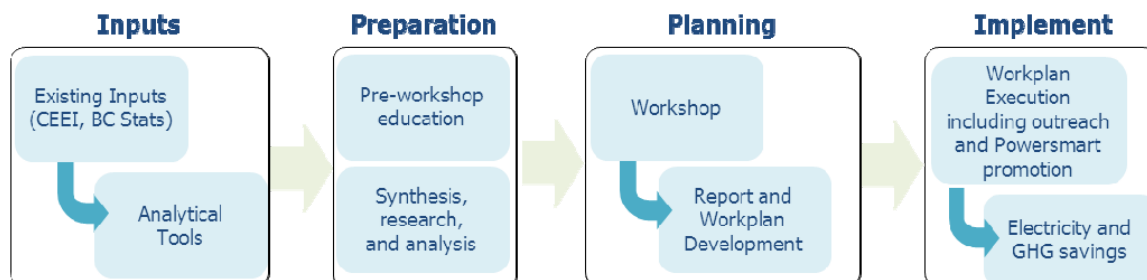 Inputs
Preparation
Planning
Implement
Existing Inputs
(CEEI, BC Stats)
Analytical
Tools
Pre-workshop
education
Synthesis,
research,
and analysis
Workshop
Report and
Workplan
Development
Workplan
Execution
including outreach
and Powersmart
promotion
Electricity and
GHG savings